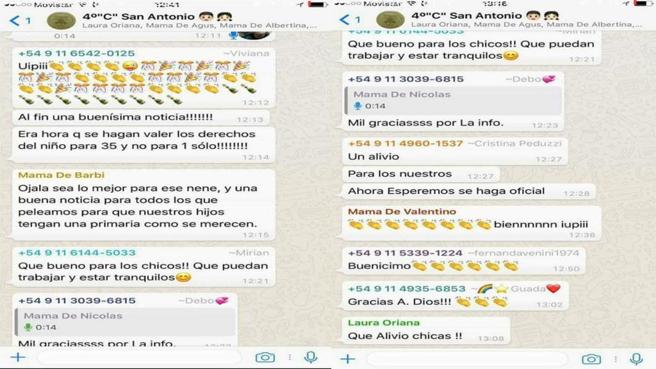 Movistar 12:41
4º"C" San Antonio
Laura Oriana, Mama De Agus, Mama De Albertina,...
0:14 12:11
+54 9 11 6542-0125 ~Viviana
Uipiii
12:12
Al fin una buenísima noticia!!!!!!! 12:13
Era hora q se hagan valer los derechos
del niño para 35 y no para 1 sólo!!!!!!!!
12:14
Mama De Barbi
Ojala sea lo mejor para ese nene, y una
buena noticia para todos los que
peleamos para que nuestros hijos
tengan una primaria como se merecen.
12:15
+54 9 11 6144-5033 ~Mirian
Que bueno para los chicos!! Que puedan
trabajar y estar tranquilos😊
12:21
+54 9 11 3039-6815 ~Debo💞
Mama De Nicolas
0:14
Mil graciassss por La info.
Movistar
1 4º"C" San Antonio
Laura Oriana, Mama De Agus, Mama De Albertina,...
+54 9 11 6144-5033 ~Mirian
Que bueno para los chicos!! Que puedan
trabajar y estar tranquilos😊
12:21
+54 9 11 3039-6815 ~Debo💞
Mama De Nicolas
0:14
Mil graciassss por La info. 12:23
+54 9 11 4960-1537 ~Cristina Peduzzi
Un alivio 12:27
Para los nuestros 12:27
Ahora Esperemos se haga oficial 12:28
Mama De Valentino
👏👏👏👏👏👏👏👏biennnnnn iupiii
12:38
+54 9 11 5339-1224 ~fernandavenini1974
Buenicimo👏👏👏👏👏👏 12:50
+54 9 11 4935-6853 ~🌈⭐Guada❤️
Gracias A. Dios!!! 👏👏👏 13:02
Laura Oriana
Que Alivio chicas !! 13:08